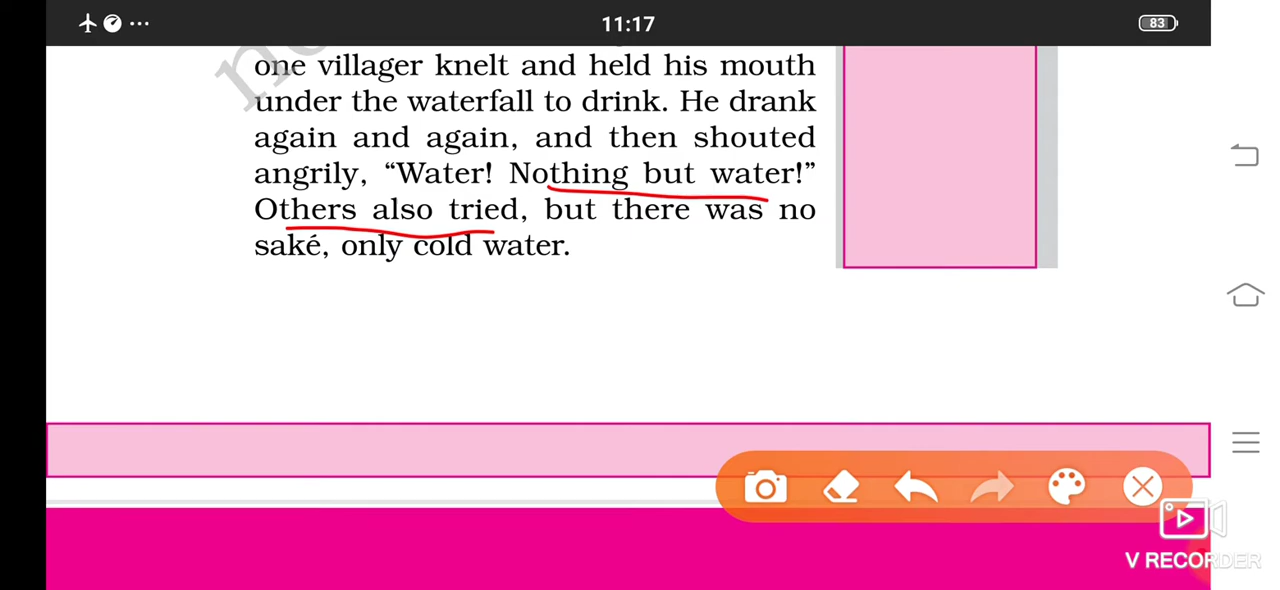 11:17
83
one villager knelt and held his mouth
under the waterfall to drink. He drank
again and again, and then shouted
angrily, “Water! Nothing but water!”
Others also tried, but there was no
saké, only cold water.
V RECORDER